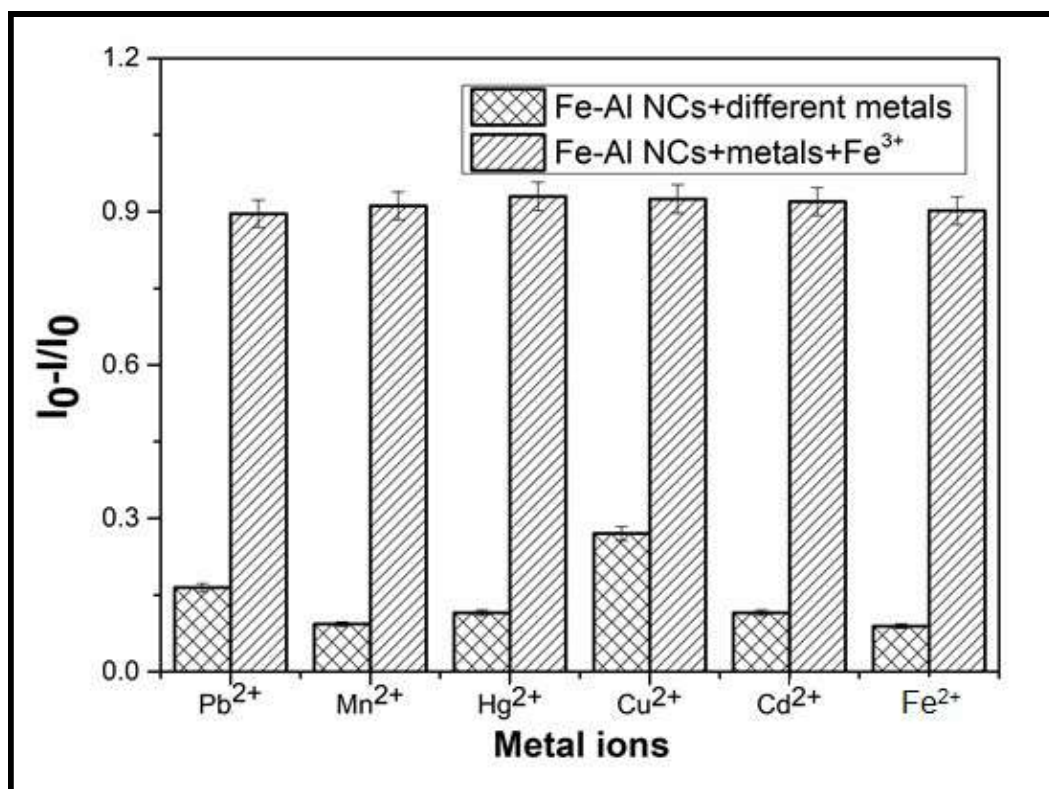 1.2
Fe-Al NCs+different metals
Fe-Al NCs+metals+Fe³⁺
0.9
0.6
0.3
0.0
I₀-I/I₀
Pb²⁺ Mn²⁺ Hg²⁺ Cu²⁺ Cd²⁺ Fe²⁺
Metal ions